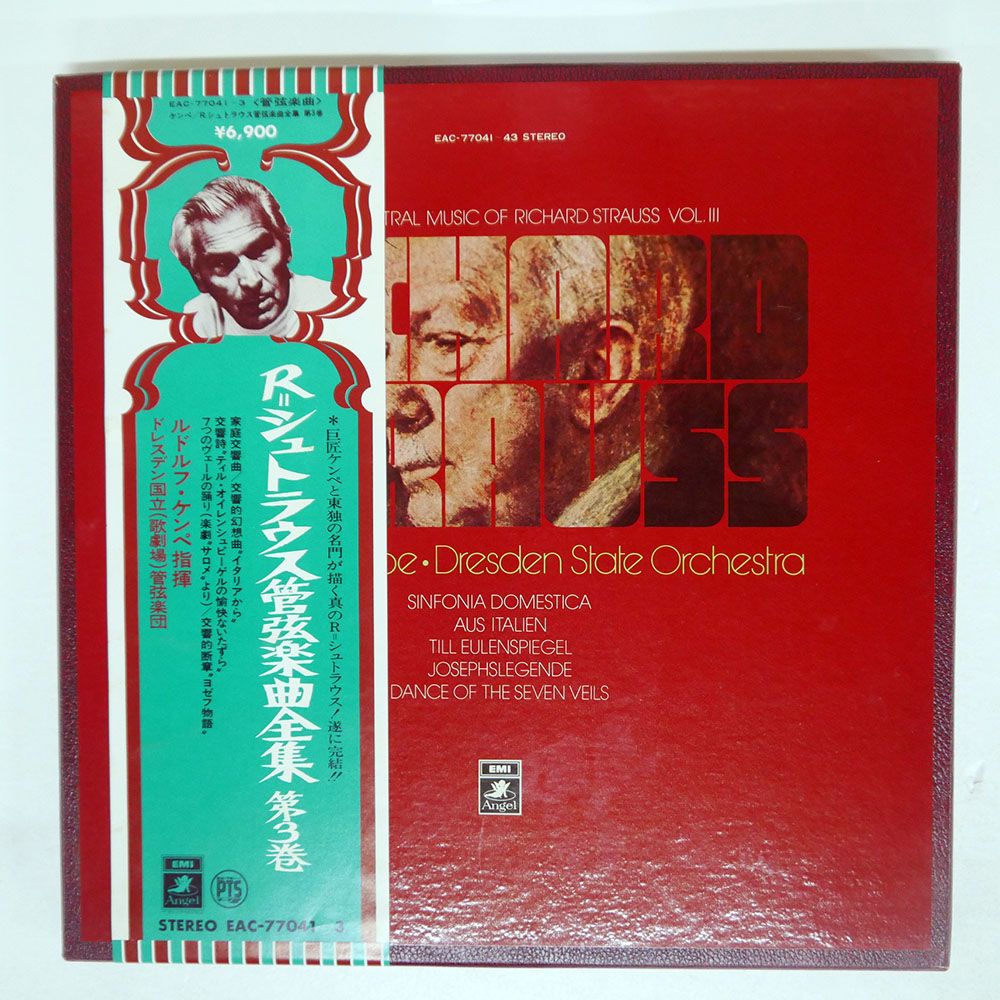 EAC-77041-3 〈管弦楽曲〉
ケンペ/R.シュトラウス管弦楽曲全集 第3巻
¥6,900
R=シュトラウス管弦楽曲全集 第3巻
*巨匠ケンペと東独の名門が描く真のR=シュトラウス!遂に完結!!
家庭交響曲/交響的幻想曲“イタリアから”
交響詩“ティル・オイレンシュピーゲルの愉快ないたずら”
7つのヴェールの踊り(楽劇“サロメ”より)/交響的断章“ヨゼフ物語”
ルドルフ・ケンペ指揮
ドレスデン国立(歌劇場)管弦楽団
EMI
Angel
PTS
STEREO EAC-77041 3
EAC-77041 43 STEREO
TRAL MUSIC OF RICHARD STRAUSS VOL. III
CHARD
RAUSS
pe • Dresden State Orchestra
SINFONIA DOMESTICA
AUS ITALIEN
TILL EULENSPIEGEL
JOSEPHSLEGENDE
DANCE OF THE SEVEN VEILS
EMI
Angel